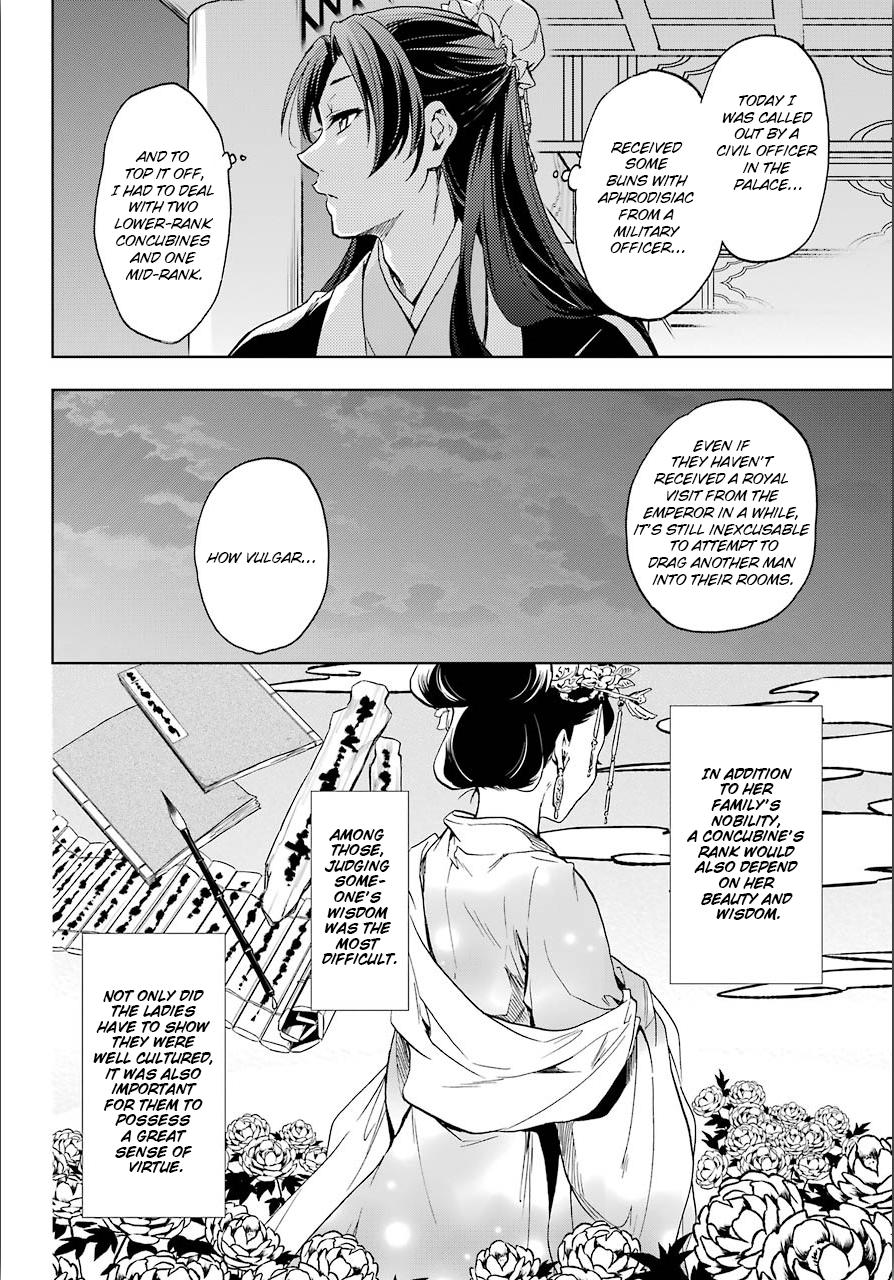 TODAY I
WAS CALLED
OUT BY A
CIVIL OFFICER
IN THE
PALACE...
RECEIVED
SOME
BUNS WITH
APHRODISIAC
FROM A
MILITARY
OFFICER...
AND TO
TOP IT OFF,
I HAD TO DEAL
WITH TWO
LOWER-RANK
CONCUBINES
AND ONE
MID-RANK.
EVEN IF
THEY HAVEN'T
RECEIVED A ROYAL
VISIT FROM THE
EMPEROR IN A WHILE,
IT'S STILL INEXCUSABLE
TO ATTEMPT TO
DRAG ANOTHER MAN
INTO THEIR ROOMS.
HOW VULGAR...
IN ADDITION
TO HER
FAMILY'S
NOBILITY,
A CONCUBINE'S
RANK WOULD
ALSO DEPEND
ON HER
BEAUTY AND
WISDOM.
AMONG
THOSE,
JUDGING
SOME-
ONE'S
WISDOM
WAS THE
MOST
DIFFICULT.
NOT ONLY DID
THE LADIES
HAVE TO SHOW
THEY WERE
WELL CULTURED,
IT WAS ALSO
IMPORTANT
FOR THEM TO
POSSESS
A GREAT
SENSE OF
VIRTUE.